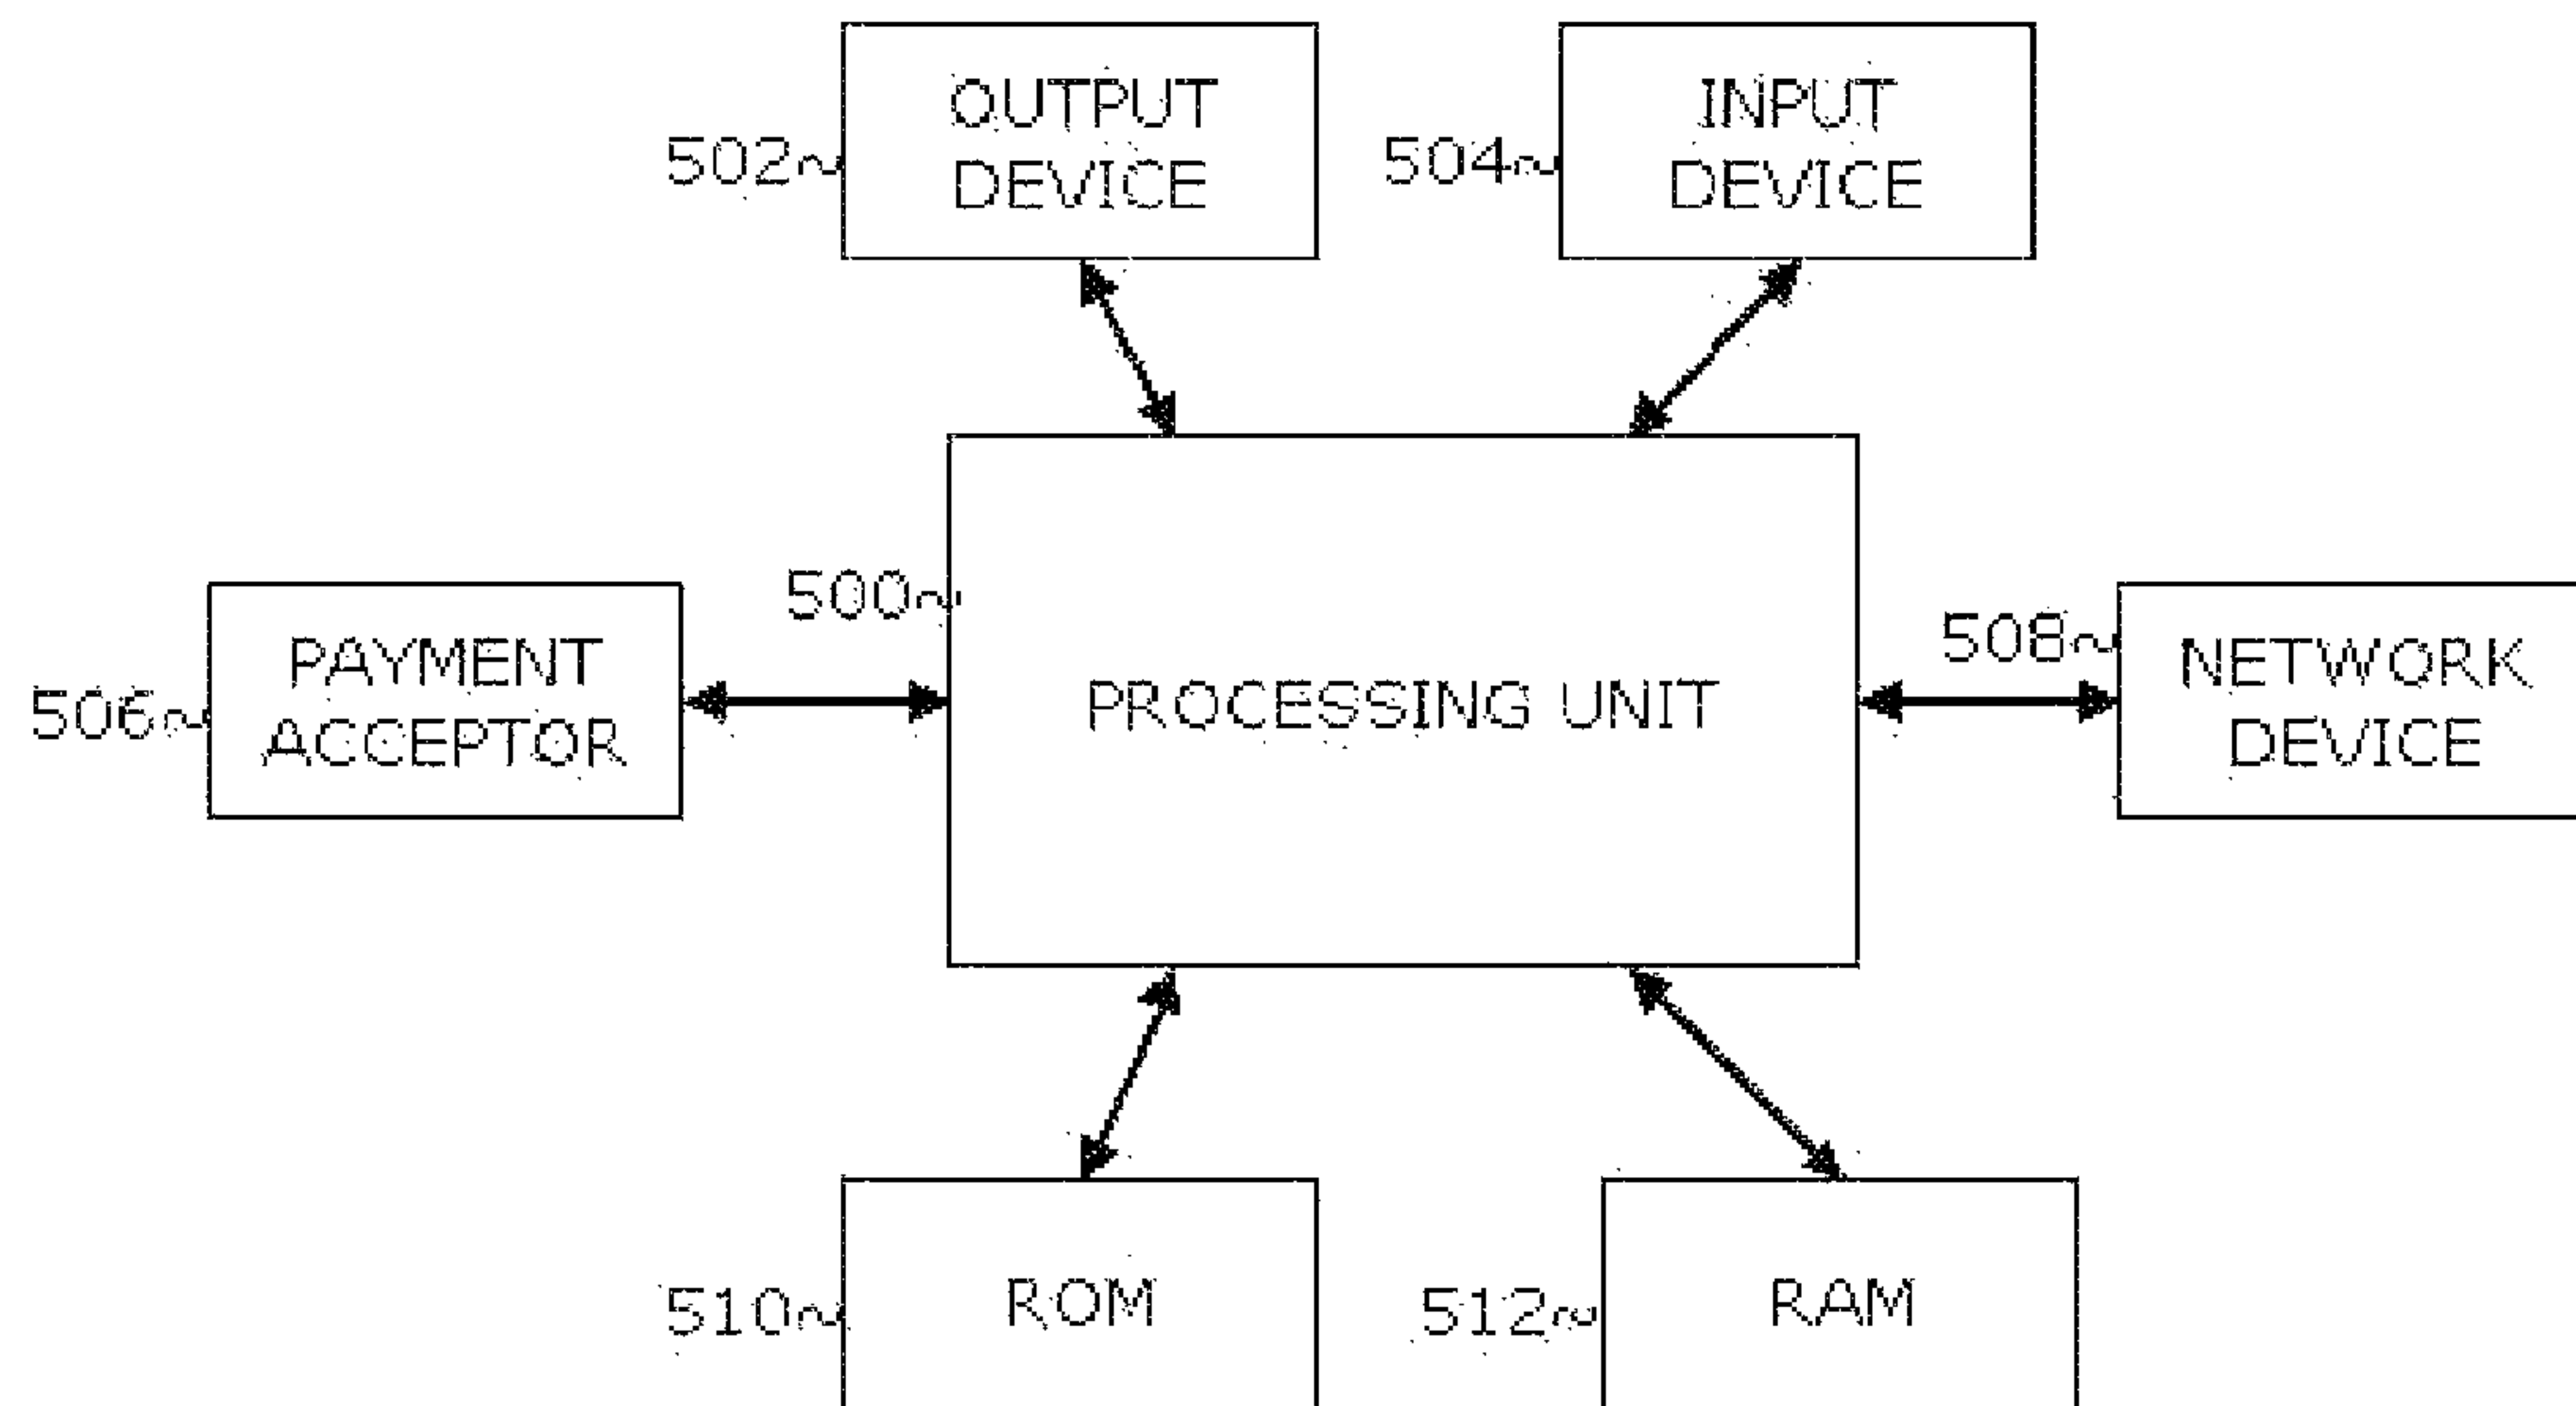 OUTPUT
DEVICE
502~
INPUT
DEVICE
504~
500~
PAYMENT
ACCEPTOR
506~
PROCESSING UNIT
508~
NETWORK
DEVICE
510~
ROM
512~
RAM